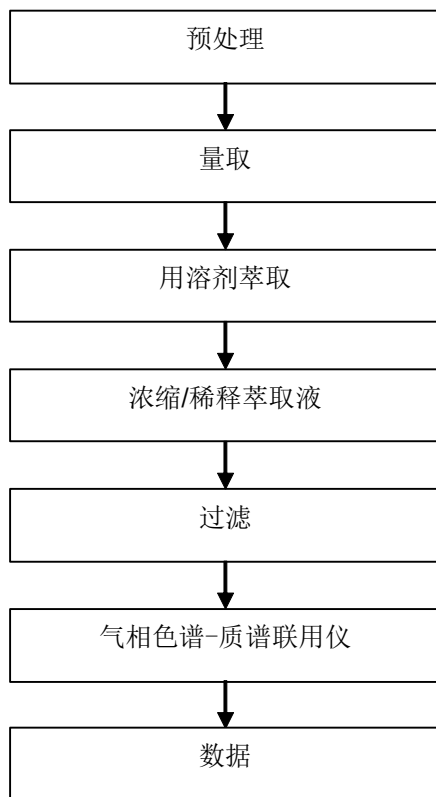 预处理
量取
用溶剂萃取
浓缩/稀释萃取液
过滤
气相色谱-质谱联用仪
数据